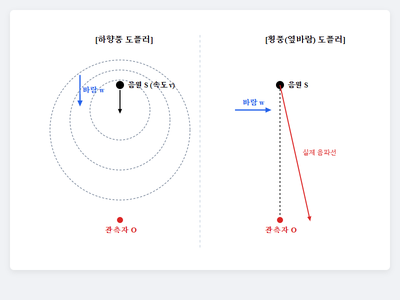 [하향풍 도플러]
음원 S (속도 v)
바람 w
관측자 O
[횡풍(옆바람) 도플러]
음원 S
바람 w
실제 음파선
관측자 O